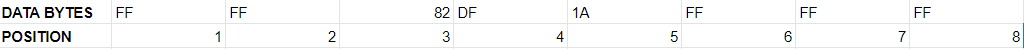 DATA BYTES FF FF 82 DF 1A FF FF FF
POSITION 1 2 3 4 5 6 7 8